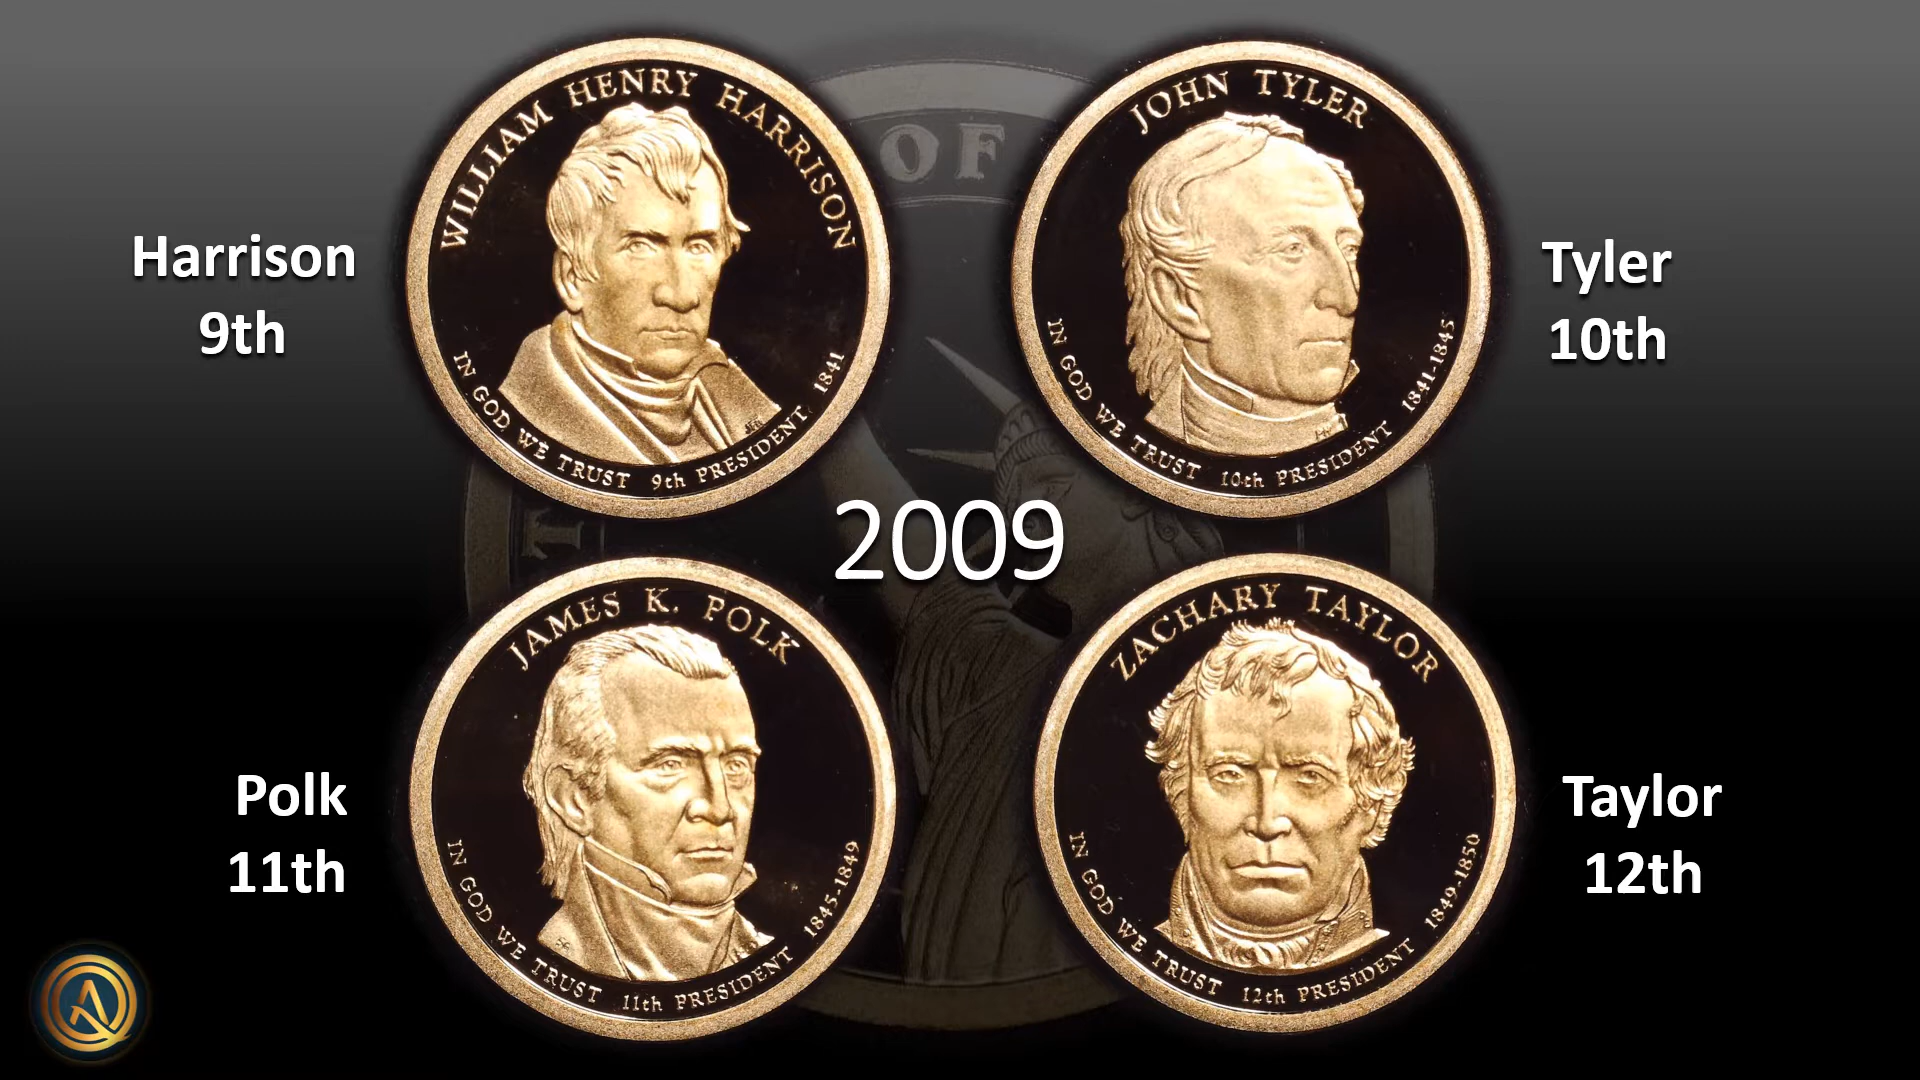 WILLIAM HENRY HARRISON
IN GOD WE TRUST 9th PRESIDENT 1841
Harrison
9th
JOHN TYLER
IN GOD WE TRUST 10th PRESIDENT 1841-1845
Tyler
10th
OF
2009
JAMES K. POLK
IN GOD WE TRUST 11th PRESIDENT 1845-1849
Polk
11th
ZACHARY TAYLOR
IN GOD WE TRUST 12th PRESIDENT 1849-1850
Taylor
12th